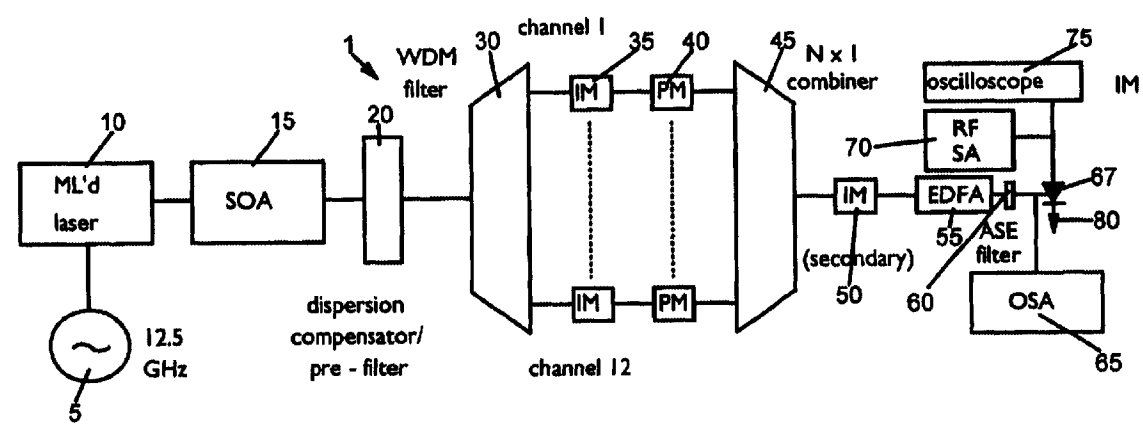 channel 1
1
WDM
filter
30
35
40
45
N x 1
combiner
75
oscilloscope
IM
10
15
20
IM
PM
70
RF
SA
ML'd
laser
SOA
IM
EDFA
67
80
55
ASE
filter
(secondary)
50
60
OSA
65
12.5
GHz
5
dispersion
compensator/
pre - filter
IM
PM
channel 12